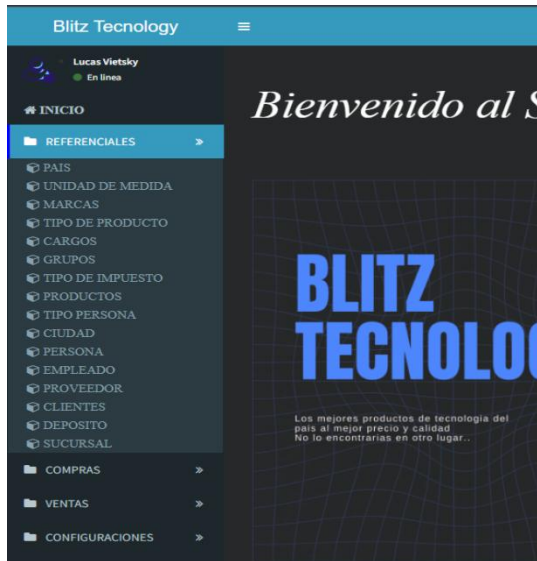 Blitz Tecnology
Lucas Vietsky
En linea
INICIO
REFERENCIALES
PAIS
UNIDAD DE MEDIDA
MARCAS
TIPO DE PRODUCTO
CARGOS
GRUPOS
TIPO DE IMPUESTO
PRODUCTOS
TIPO PERSONA
CIUDAD
PERSONA
EMPLEADO
PROVEEDOR
CLIENTES
DEPOSITO
SUCURSAL
COMPRAS
VENTAS
CONFIGURACIONES
Bienvenido al S
BLITZ
TECNOLOG
Los mejores productos de tecnologia del
pais al mejor precio y calidad
No lo encontrarias en otro lugar..